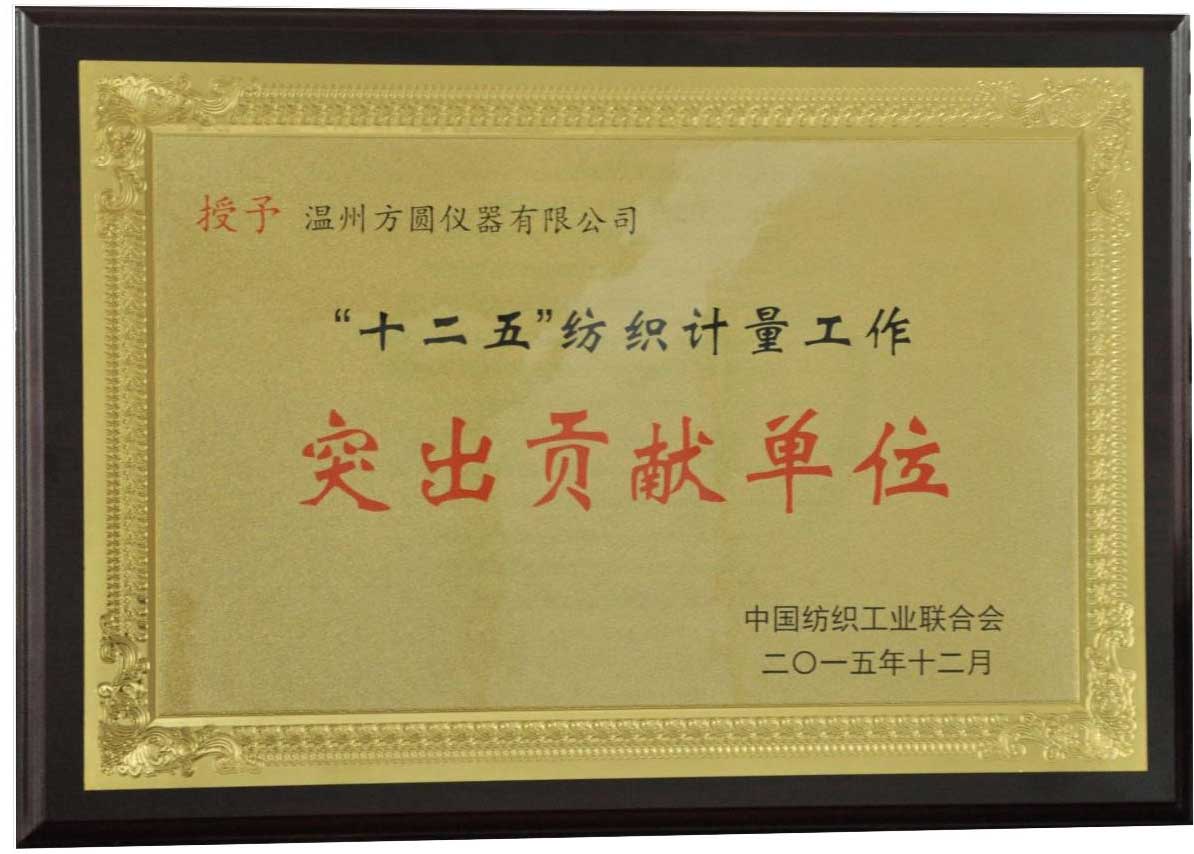 授予 温州方圆仪器有限公司
“十二五”纺织计量工作
突出贡献单位
中国纺织工业联合会
二〇一五年十二月